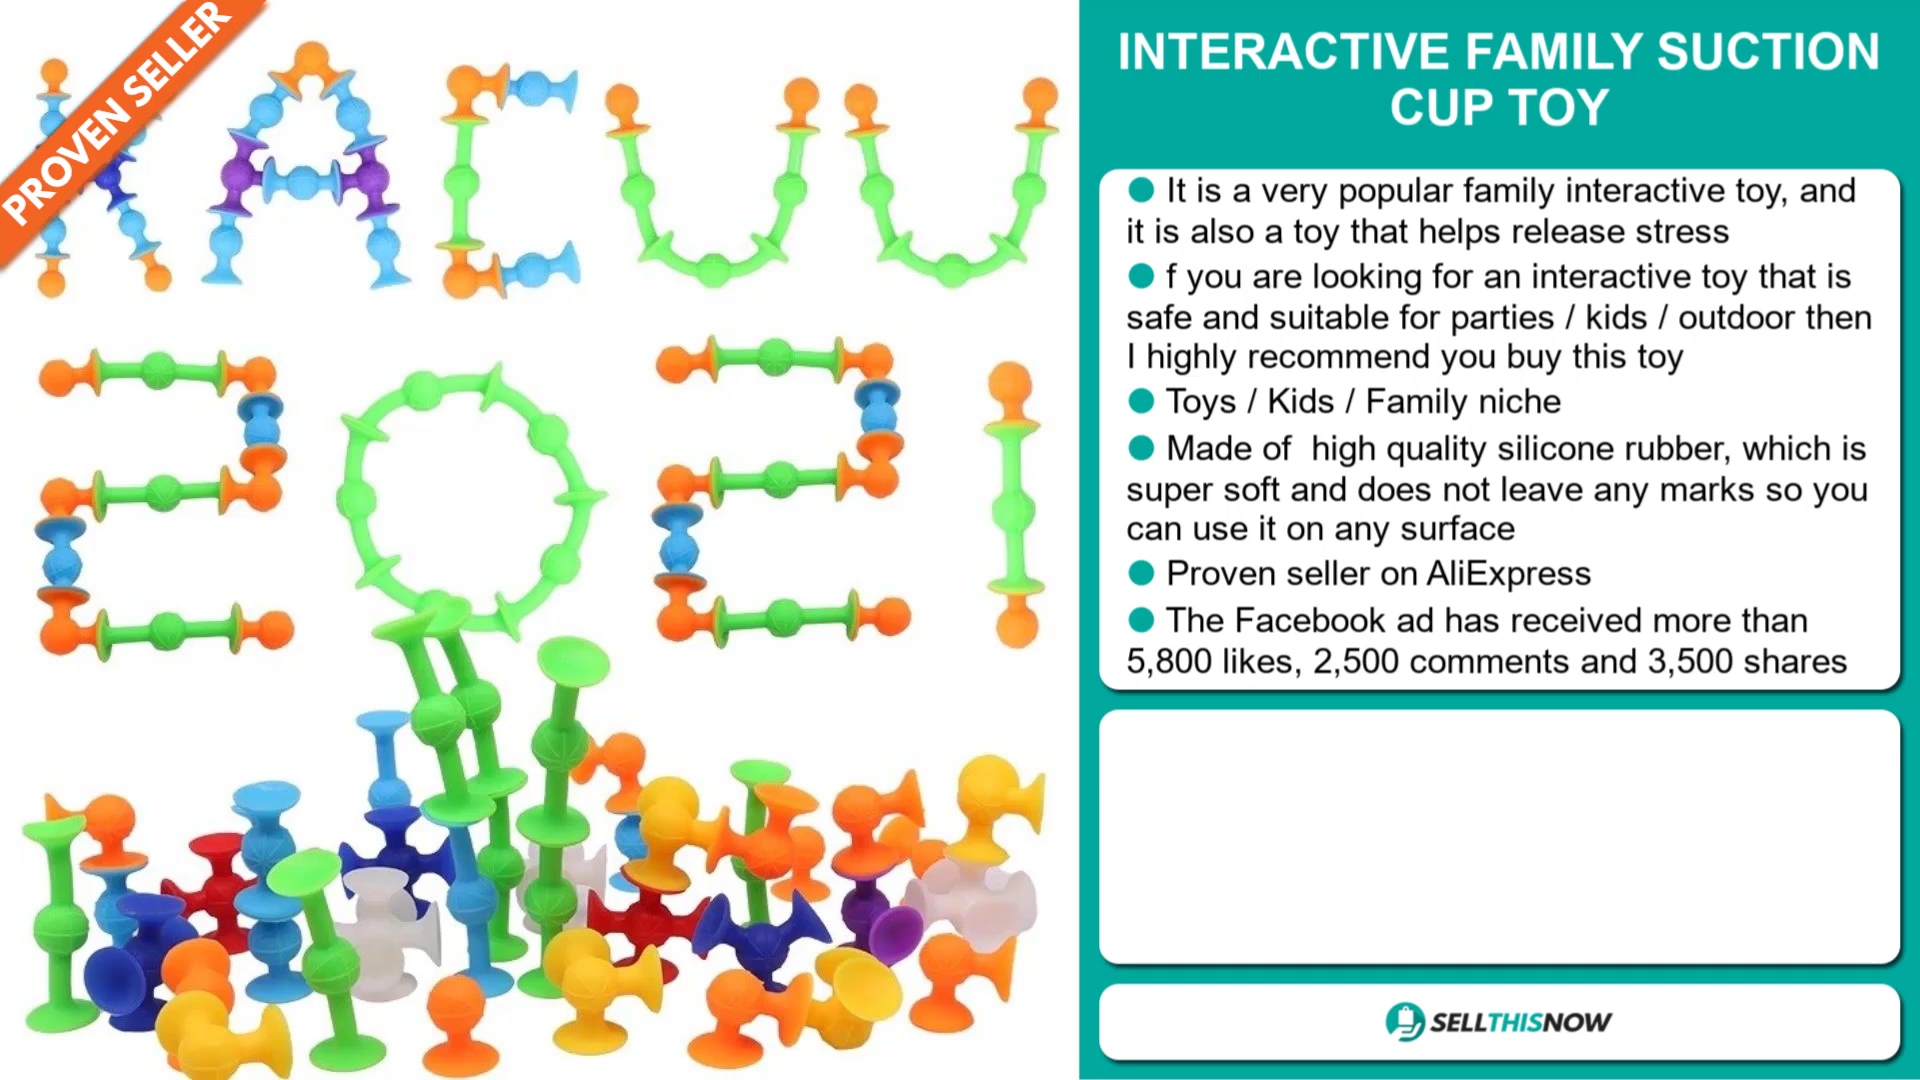 PROVEN SELLER
INTERACTIVE FAMILY SUCTION
CUP TOY
● It is a very popular family interactive toy, and
it is also a toy that helps release stress
● f you are looking for an interactive toy that is
safe and suitable for parties / kids / outdoor then
I highly recommend you buy this toy
● Toys / Kids / Family niche
● Made of  high quality silicone rubber, which is
super soft and does not leave any marks so you
can use it on any surface
● Proven seller on AliExpress
● The Facebook ad has received more than
5,800 likes, 2,500 comments and 3,500 shares
SELLTHISNOW
KACUU
2021